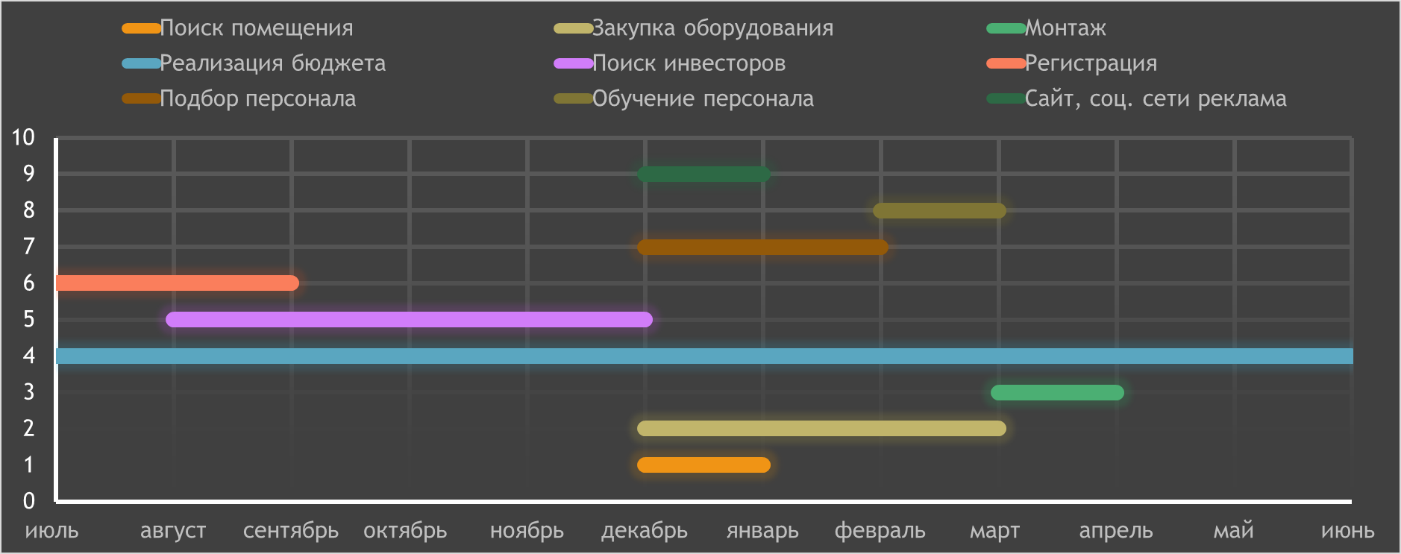 Поиск помещения Закупка оборудования Монтаж
Реализация бюджета Поиск инвесторов Регистрация
Подбор персонала Обучение персонала Сайт, соц. сети реклама
10
9
8
7
6
5
4
3
2
1
0
июль август сентябрь октябрь ноябрь декабрь январь февраль март апрель май июнь